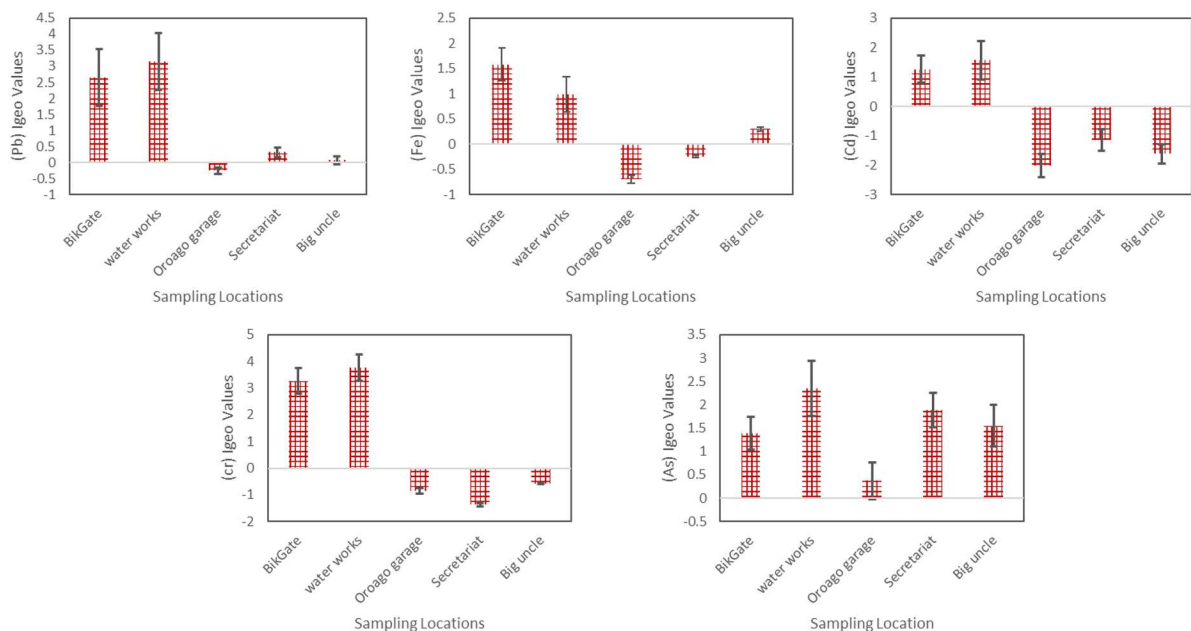 (Pb) Igeo Values
4.5
4
3.5
3
2.5
2
1.5
1
0.5
0
-0.5
-1
BikGate
water works
Oroago garage
Secretariat
Big uncle
Sampling Locations
(Fe) Igeo Values
2.5
2
1.5
1
0.5
0
-0.5
-1
BikGate
water works
Oroago garage
Secretariat
Big uncle
Sampling Locations
(Cd) Igeo Values
3
2
1
0
-1
-2
-3
BikGate
water works
Oroago garage
Secretariat
Big uncle
Sampling Locations
(cr) Igeo Values
5
4
3
2
1
0
-1
-2
BikGate
water works
Oroago garage
Secretariat
Big uncle
Sampling Locations
(As) Igeo Values
3.5
3
2.5
2
1.5
1
0.5
0
-0.5
BikGate
water works
Oroago garage
Secretariat
Big uncle
Sampling Location